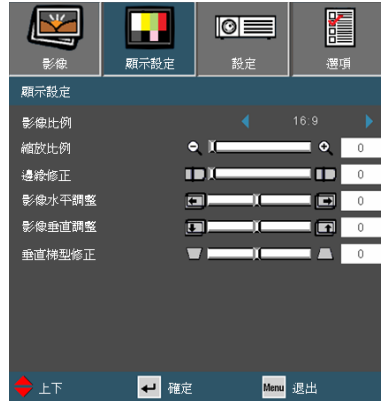 影像 顯示設定 設定 選項
顯示設定
影像比例 16:9
縮放比例 0
邊緣修正 0
影像水平調整 0
影像垂直調整 0
垂直梯型修正 0
上下 確定 Menu 退出